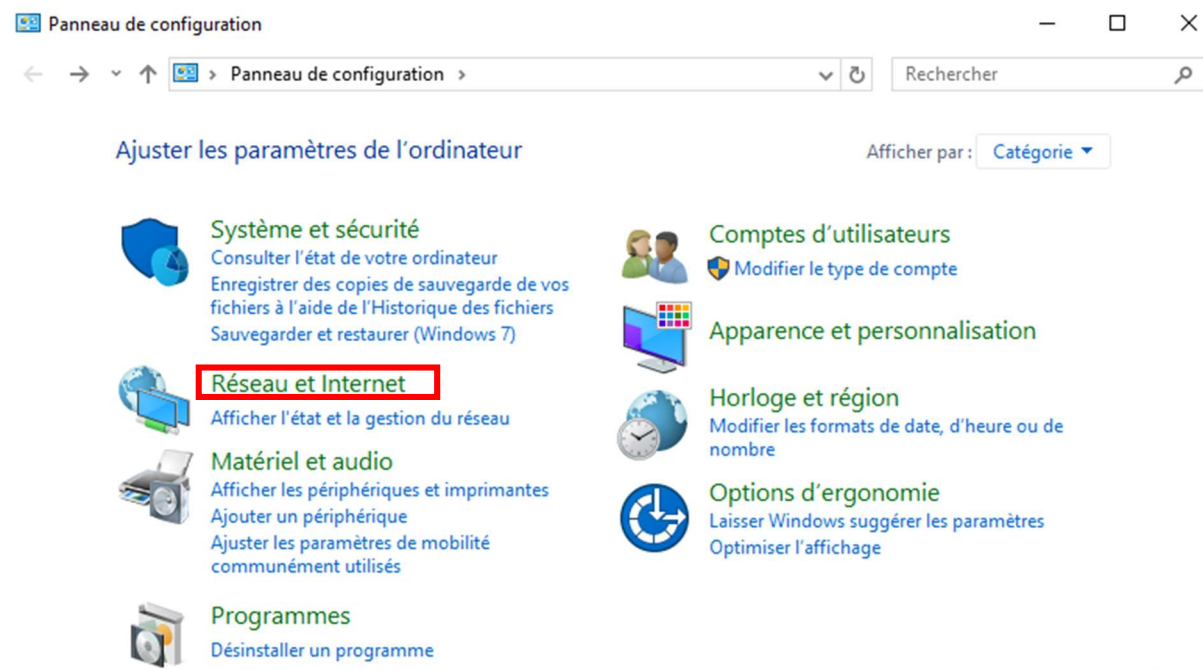 Panneau de configuration
Panneau de configuration
Rechercher
Ajuster les paramètres de l'ordinateur
Afficher par : Catégorie
Système et sécurité
Consulter l'état de votre ordinateur
Enregistrer des copies de sauvegarde de vos
fichiers à l'aide de l'Historique des fichiers
Sauvegarder et restaurer (Windows 7)
Réseau et Internet
Afficher l'état et la gestion du réseau
Matériel et audio
Afficher les périphériques et imprimantes
Ajouter un périphérique
Ajuster les paramètres de mobilité
communément utilisés
Programmes
Désinstaller un programme
Comptes d'utilisateurs
Modifier le type de compte
Apparence et personnalisation
Horloge et région
Modifier les formats de date, d'heure ou de
nombre
Options d'ergonomie
Laisser Windows suggérer les paramètres
Optimiser l'affichage